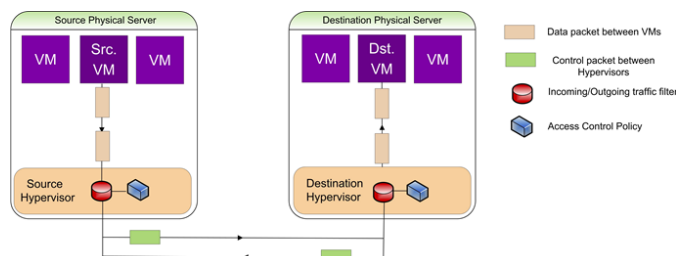 Source Physical Server
Destination Physical Server
VM
Src.
VM
VM
VM
Dst.
VM
VM
Source
Hypervisor
Destination
Hypervisor
Data packet between VMs
Control packet between
Hypervisors
Incoming/Outgoing traffic filter
Access Control Policy